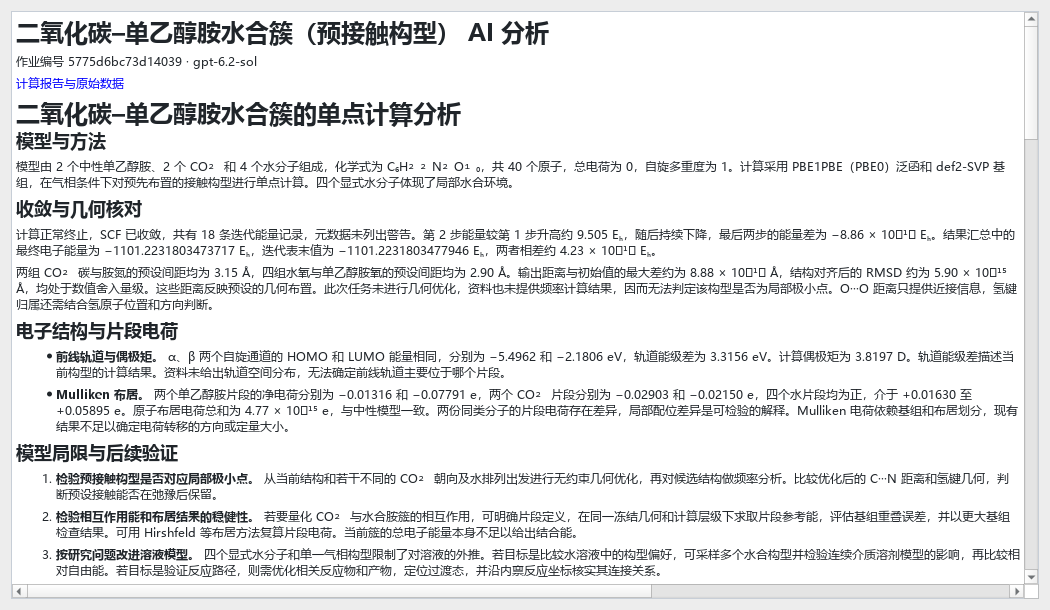 二氧化碳–单乙醇胺水合簇（预接触构型） AI 分析
作业编号 5775d6bc73d14039 · gpt-6.2-sol
计算报告与原始数据
二氧化碳–单乙醇胺水合簇的单点计算分析
模型与方法
模型由 2 个中性单乙醇胺、2 个 CO₂ 和 4 个水分子组成，化学式为 C₆H₂₂N₂O₁₀，共 40 个原子，总电荷为 0，自旋多重度为 1。计算采用 PBE1PBE（PBE0）泛函和 def2-SVP 基
组，在气相条件下对预先布置的接触构型进行单点计算。四个显式水分子体现了局部水合环境。
收敛与几何核对
计算正常终止，SCF 已收敛，共有 18 条迭代能量记录，元数据未列出警告。第 2 步能量较第 1 步升高约 9.505 Eₕ，随后持续下降，最后两步的能量差为 −8.86 × 10▯¹▯ Eₕ。结果汇总中的
最终电子能量为 −1101.2231803473717 Eₕ，迭代表末值为 −1101.2231803477946 Eₕ，两者相差约 4.23 × 10▯¹▯ Eₕ。
两组 CO₂ 碳与胺氮的预设间距均为 3.15 Å，四组水氧与单乙醇胺氧的预设间距均为 2.90 Å。输出距离与初始值的最大差约为 8.88 × 10▯¹▯ Å，结构对齐后的 RMSD 约为 5.90 × 10▯¹⁵
Å，均处于数值舍入量级。这些距离反映预设的几何布置。此次任务未进行几何优化，资料也未提供频率计算结果，因而无法判定该构型是否为局部极小点。O···O 距离只提供近接信息，氢键
归属还需结合氢原子位置和方向判断。
电子结构与片段电荷
• 前线轨道与偶极矩。 α、β 两个自旋通道的 HOMO 和 LUMO 能量相同，分别为 −5.4962 和 −2.1806 eV，轨道能级差为 3.3156 eV。计算偶极矩为 3.8197 D。轨道能级差描述当
前构型的计算结果。资料未给出轨道空间分布，无法确定前线轨道主要位于哪个片段。
• Mulliken 布居。 两个单乙醇胺片段的净电荷分别为 −0.01316 和 −0.07791 e，两个 CO₂ 片段分别为 −0.02903 和 −0.02150 e，四个水片段均为正，介于 +0.01630 至
+0.05895 e。原子布居电荷总和为 4.77 × 10▯¹⁵ e，与中性模型一致。两份同类分子的片段电荷存在差异，局部配位差异是可检验的解释。Mulliken 电荷依赖基组和布居划分，现有
结果不足以确定电荷转移的方向或定量大小。
模型局限与后续验证
1. 检验预接触构型是否对应局部极小点。 从当前结构和若干不同的 CO₂ 朝向及水排列出发进行无约束几何优化，再对候选结构做频率分析。比较优化后的 C···N 距离和氢键几何，判
断预设接触能否在弛豫后保留。
2. 检验相互作用能和布居结果的稳健性。 若要量化 CO₂ 与水合胺簇的相互作用，可明确片段定义，在同一冻结几何和计算层级下求取片段参考能，评估基组重叠误差，并以更大基组
检查结果。可用 Hirshfeld 等布居方法复算片段电荷。当前簇的总电子能量本身不足以给出结合能。
3. 按研究问题改进溶液模型。 四个显式水分子和单一气相构型限制了对溶液的外推。若目标是比较水溶液中的构型偏好，可采样多个水合构型并检验连续介质溶剂模型的影响，再比较相
对自由能。若目标是验证反应路径，则需优化相关反应物和产物，定位过渡态，并沿内禀反应坐标核实其连接关系。